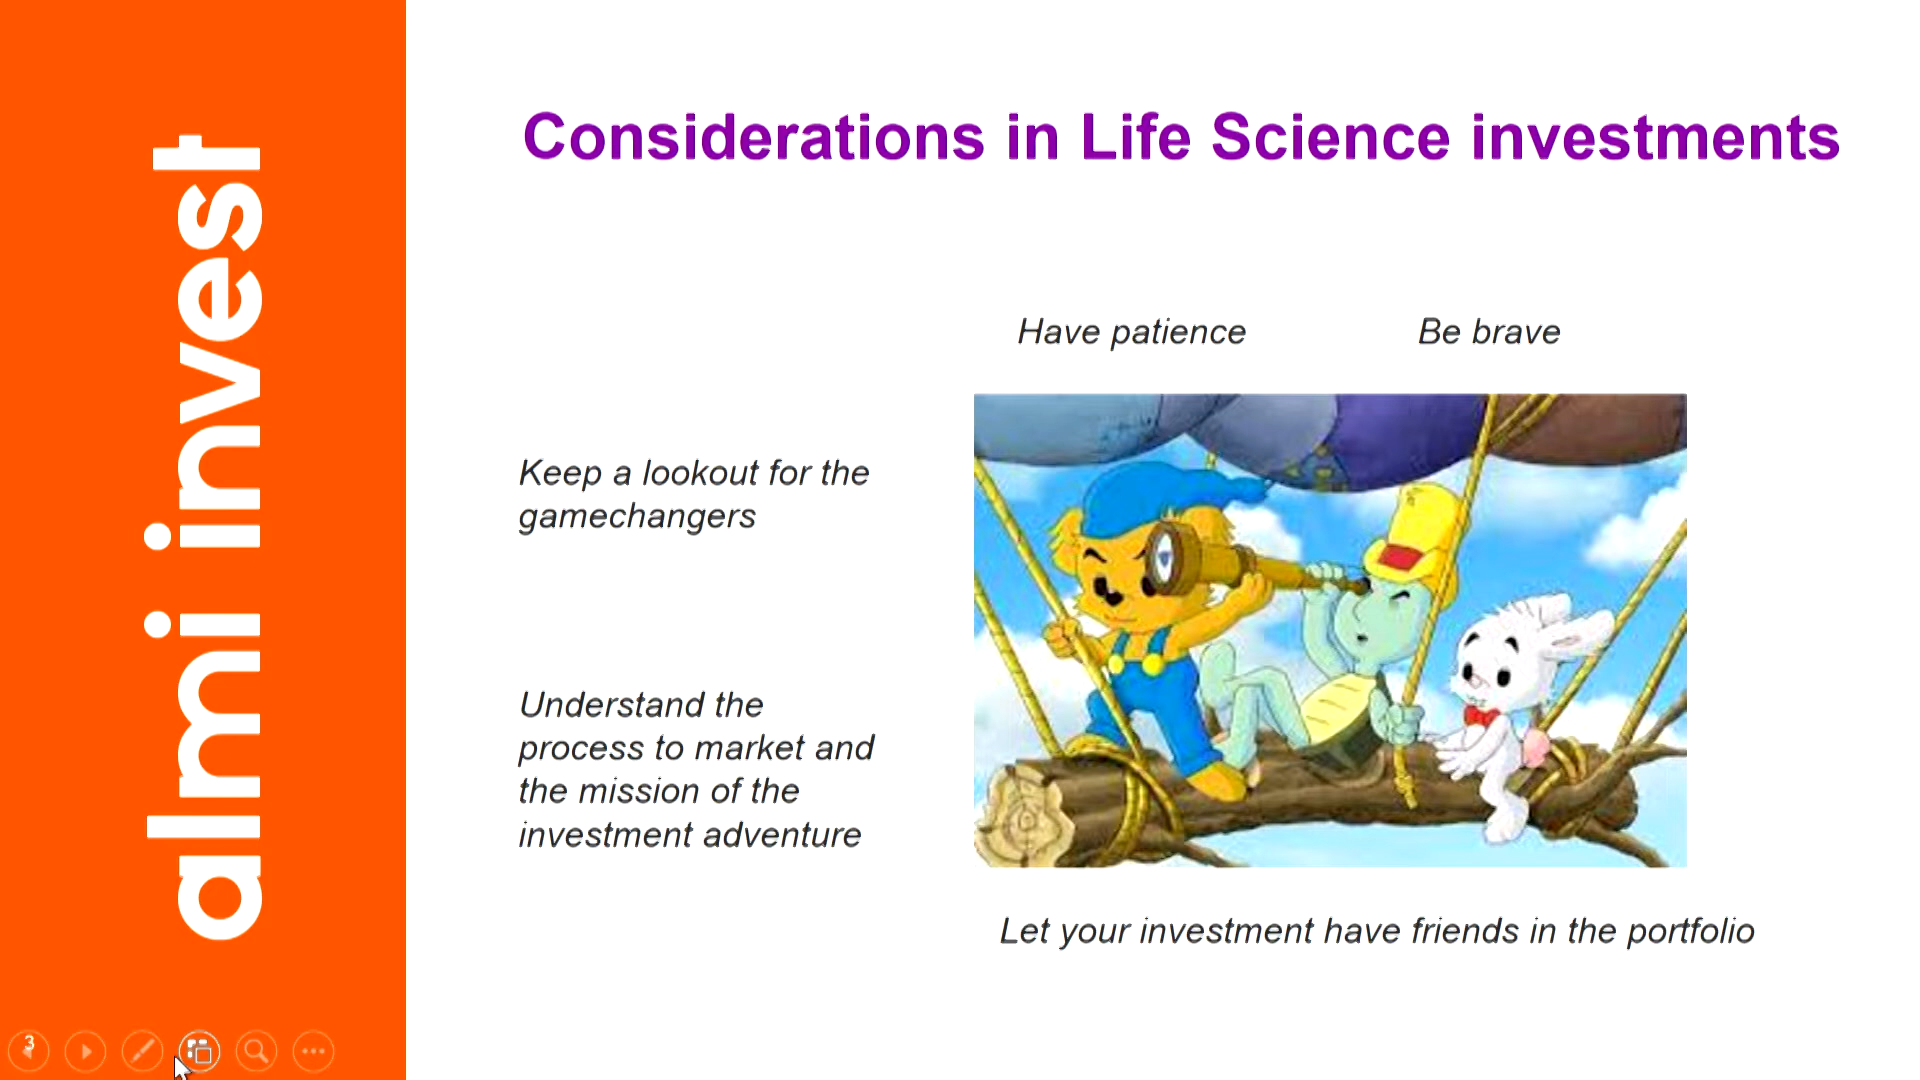 almi invest
Considerations in Life Science investments
Have patience
Be brave
Keep a lookout for the
gamechangers
Understand the
process to market and
the mission of the
investment adventure
Let your investment have friends in the portfolio
3